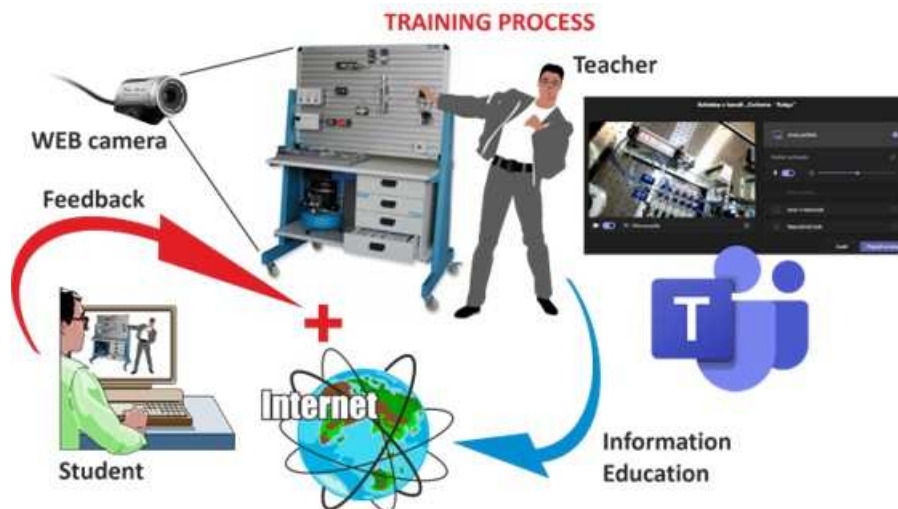 TRAINING PROCESS
Teacher
WEB camera
Feedback
T
Internet
Student
Information
Education